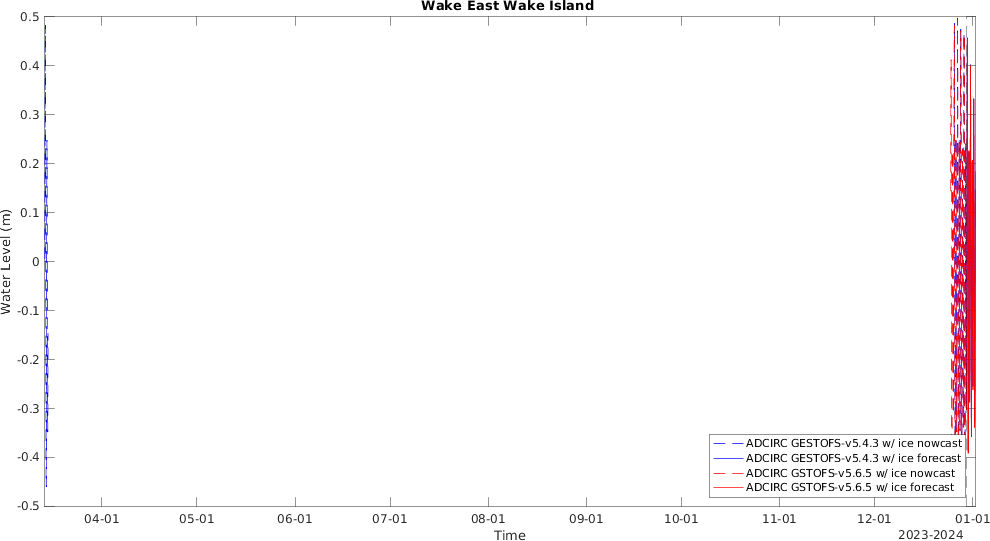 Wake East Wake Island
0.5
0.4
0.3
0.2
0.1
0
-0.1
-0.2
-0.3
-0.4
-0.5
Water Level (m)
ADCIRC GESTOFS-v5.4.3 w/ ice nowcast
ADCIRC GESTOFS-v5.4.3 w/ ice forecast
ADCIRC GSTOFS-v5.6.5 w/ ice nowcast
ADCIRC GSTOFS-v5.6.5 w/ ice forecast
04-01 05-01 06-01 07-01 08-01 09-01 10-01 11-01 12-01 01-01
Time
2023-2024